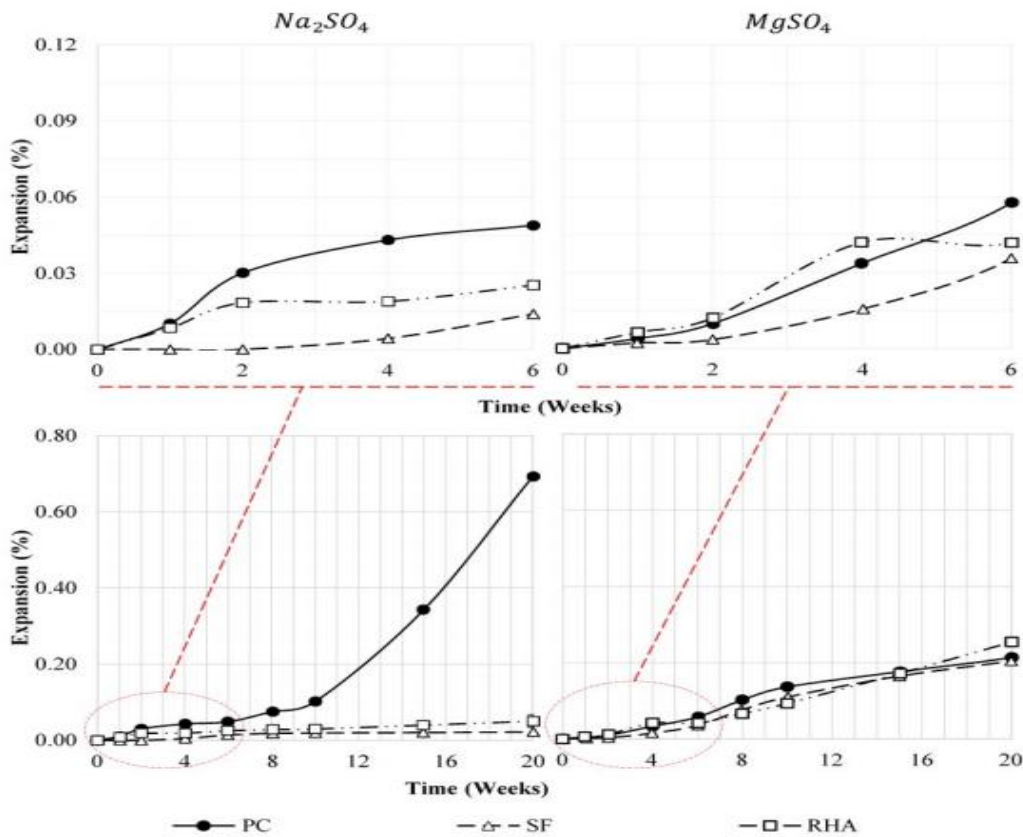 Na₂SO₄ MgSO₄
0.12
0.09
0.06
0.03
0.00
Expansion (%)
0 2 4 6 0 2 4 6
Time (Weeks)
0.80
0.60
0.40
0.20
0.00
Expansion (%)
0 4 8 12 16 20 0 4 8 12 16 20
Time (Weeks)
PC SF RHA